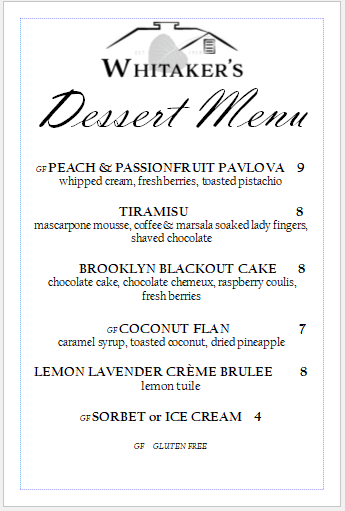 WHITAKER'S
Dessert Menu
GF PEACH & PASSIONFRUIT PAVLOVA 9
whipped cream, fresh berries, toasted pistachio
TIRAMISU 8
mascarpone mousse, coffee & marsala soaked lady fingers,
shaved chocolate
BROOKLYN BLACKOUT CAKE 8
chocolate cake, chocolate chemeux, raspberry coulis,
fresh berries
GF COCONUT FLAN 7
caramel syrup, toasted coconut, dried pineapple
LEMON LAVENDER CRÈME BRULEE 8
lemon tuile
GF SORBET or ICE CREAM 4
GF GLUTEN FREE